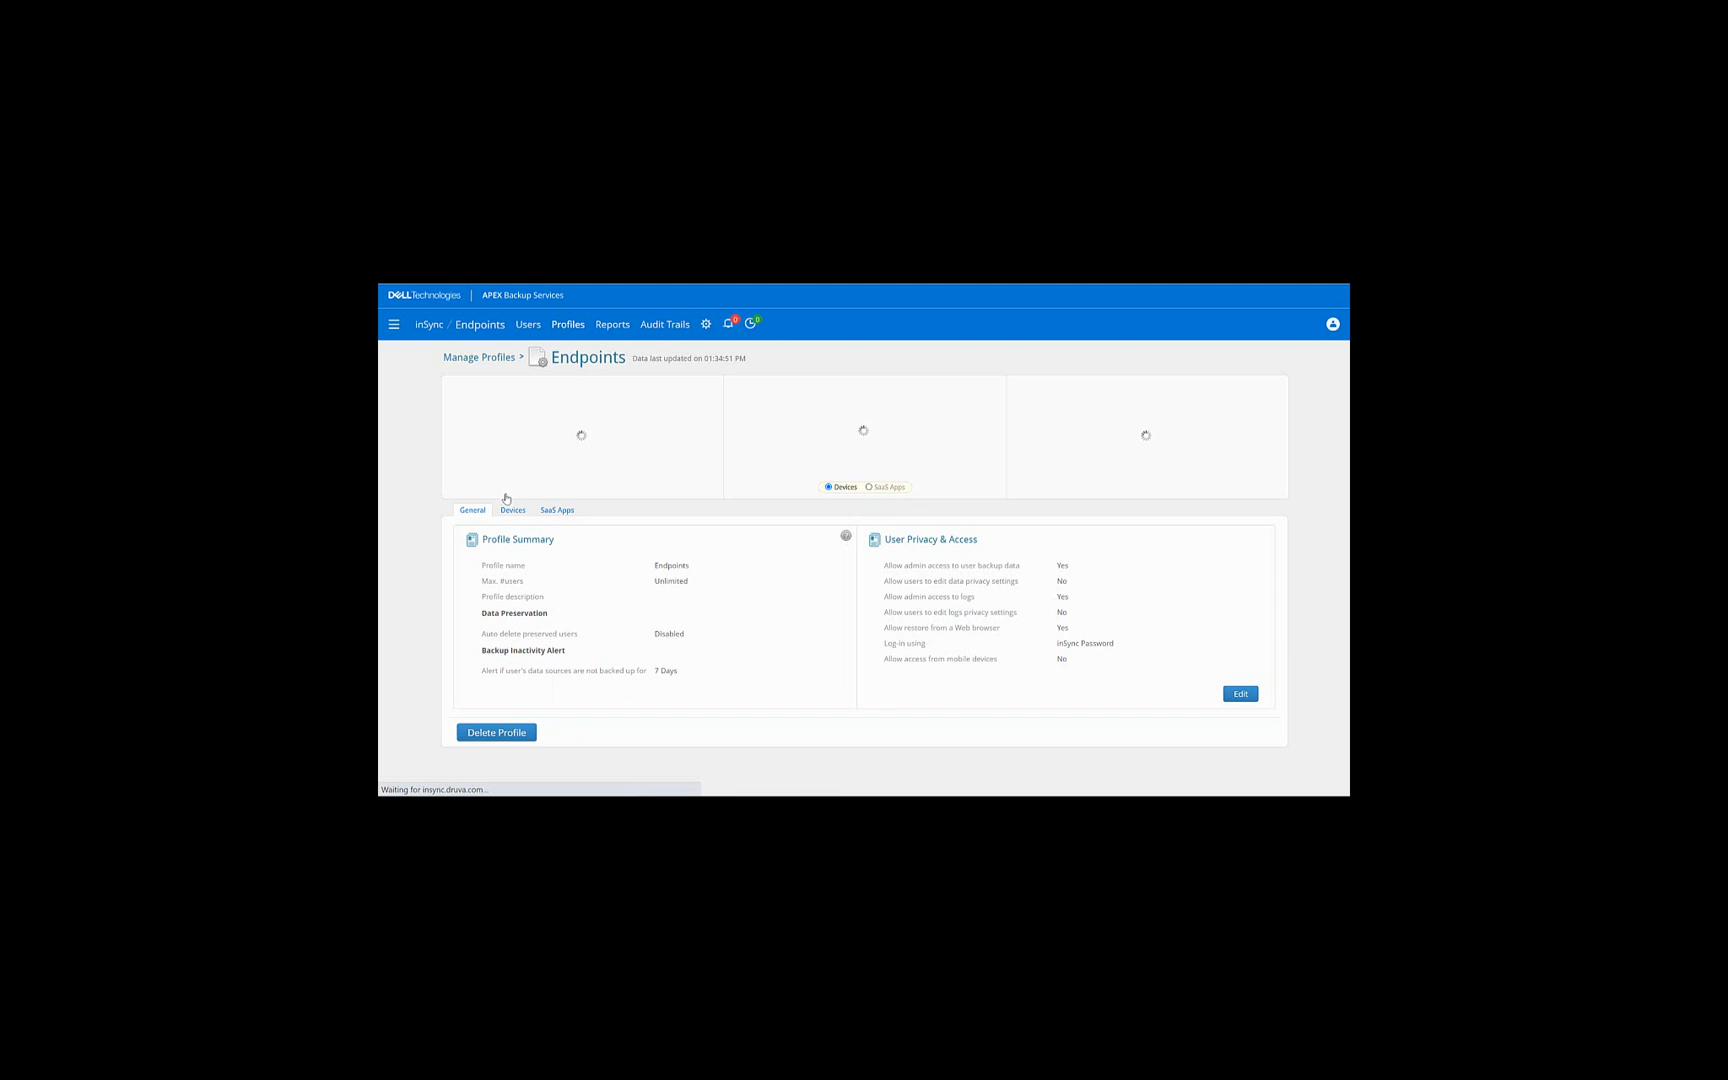 DELLTechnologies | APEX Backup Services
inSync / Endpoints Users Profiles Reports Audit Trails 0 0
Manage Profiles > Endpoints Data last updated on 01:34:51 PM
Devices SaaS Apps
General Devices SaaS Apps
Profile Summary
Profile name Endpoints
Max. #users Unlimited
Profile description
Data Preservation
Auto delete preserved users Disabled
Backup Inactivity Alert
Alert if user's data sources are not backed up for 7 Days
User Privacy & Access
Allow admin access to user backup data Yes
Allow users to edit data privacy settings No
Allow admin access to logs Yes
Allow users to edit logs privacy settings No
Allow restore from a Web browser Yes
Log-in using inSync Password
Allow access from mobile devices No
Edit
Delete Profile
Waiting for insync.druva.com...